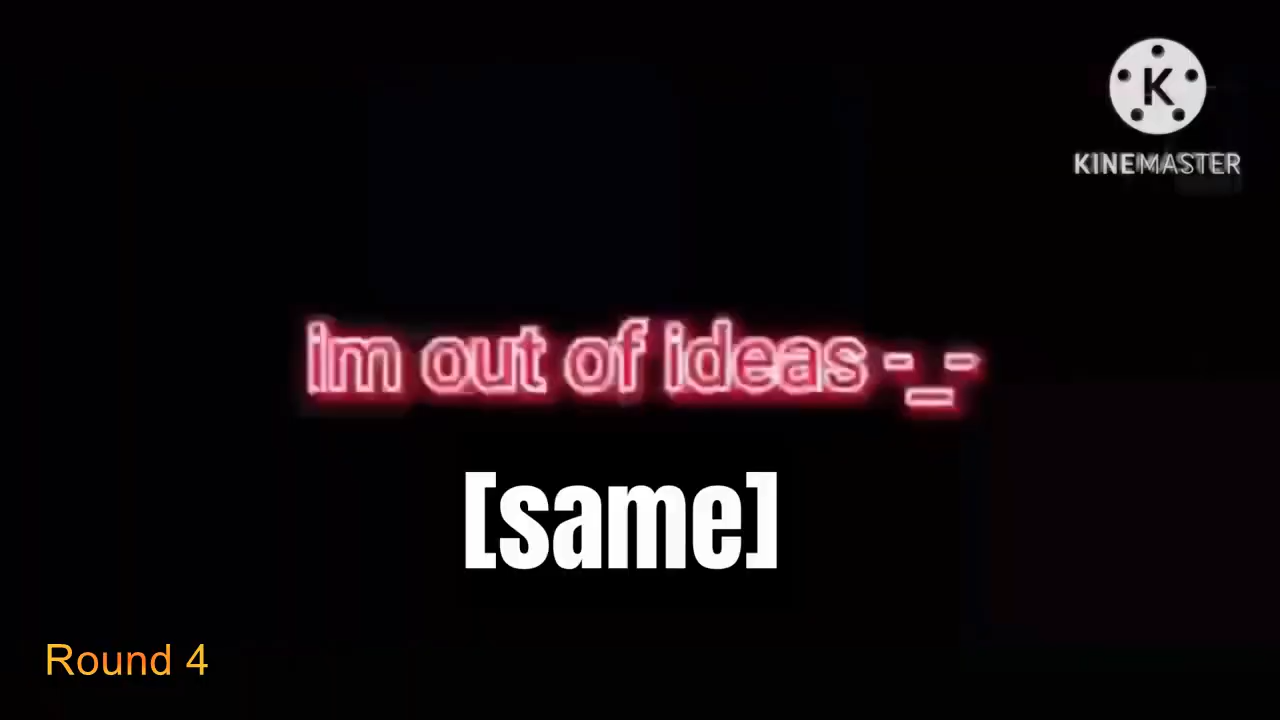 K
KINEMASTER
im out of ideas -_-
[same]
Round 4